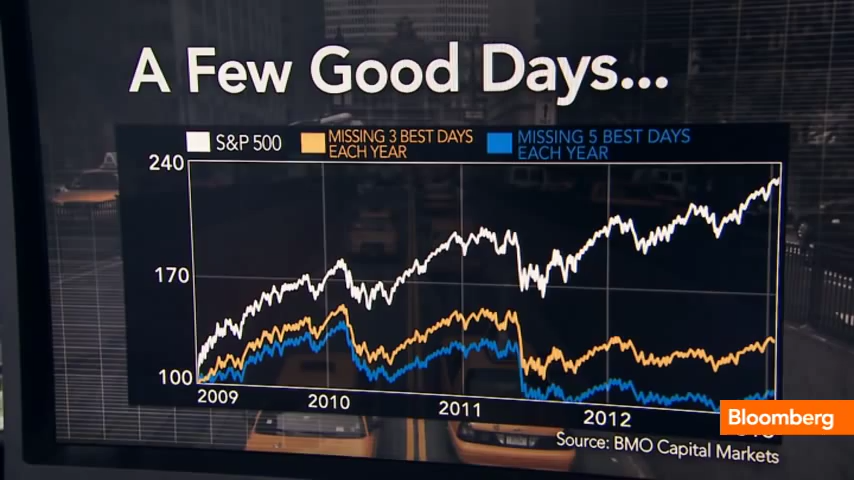 A Few Good Days...
S&P 500
MISSING 3 BEST DAYS
EACH YEAR
MISSING 5 BEST DAYS
EACH YEAR
240
170
100
2009
2010
2011
2012
Bloomberg
Source: BMO Capital Markets